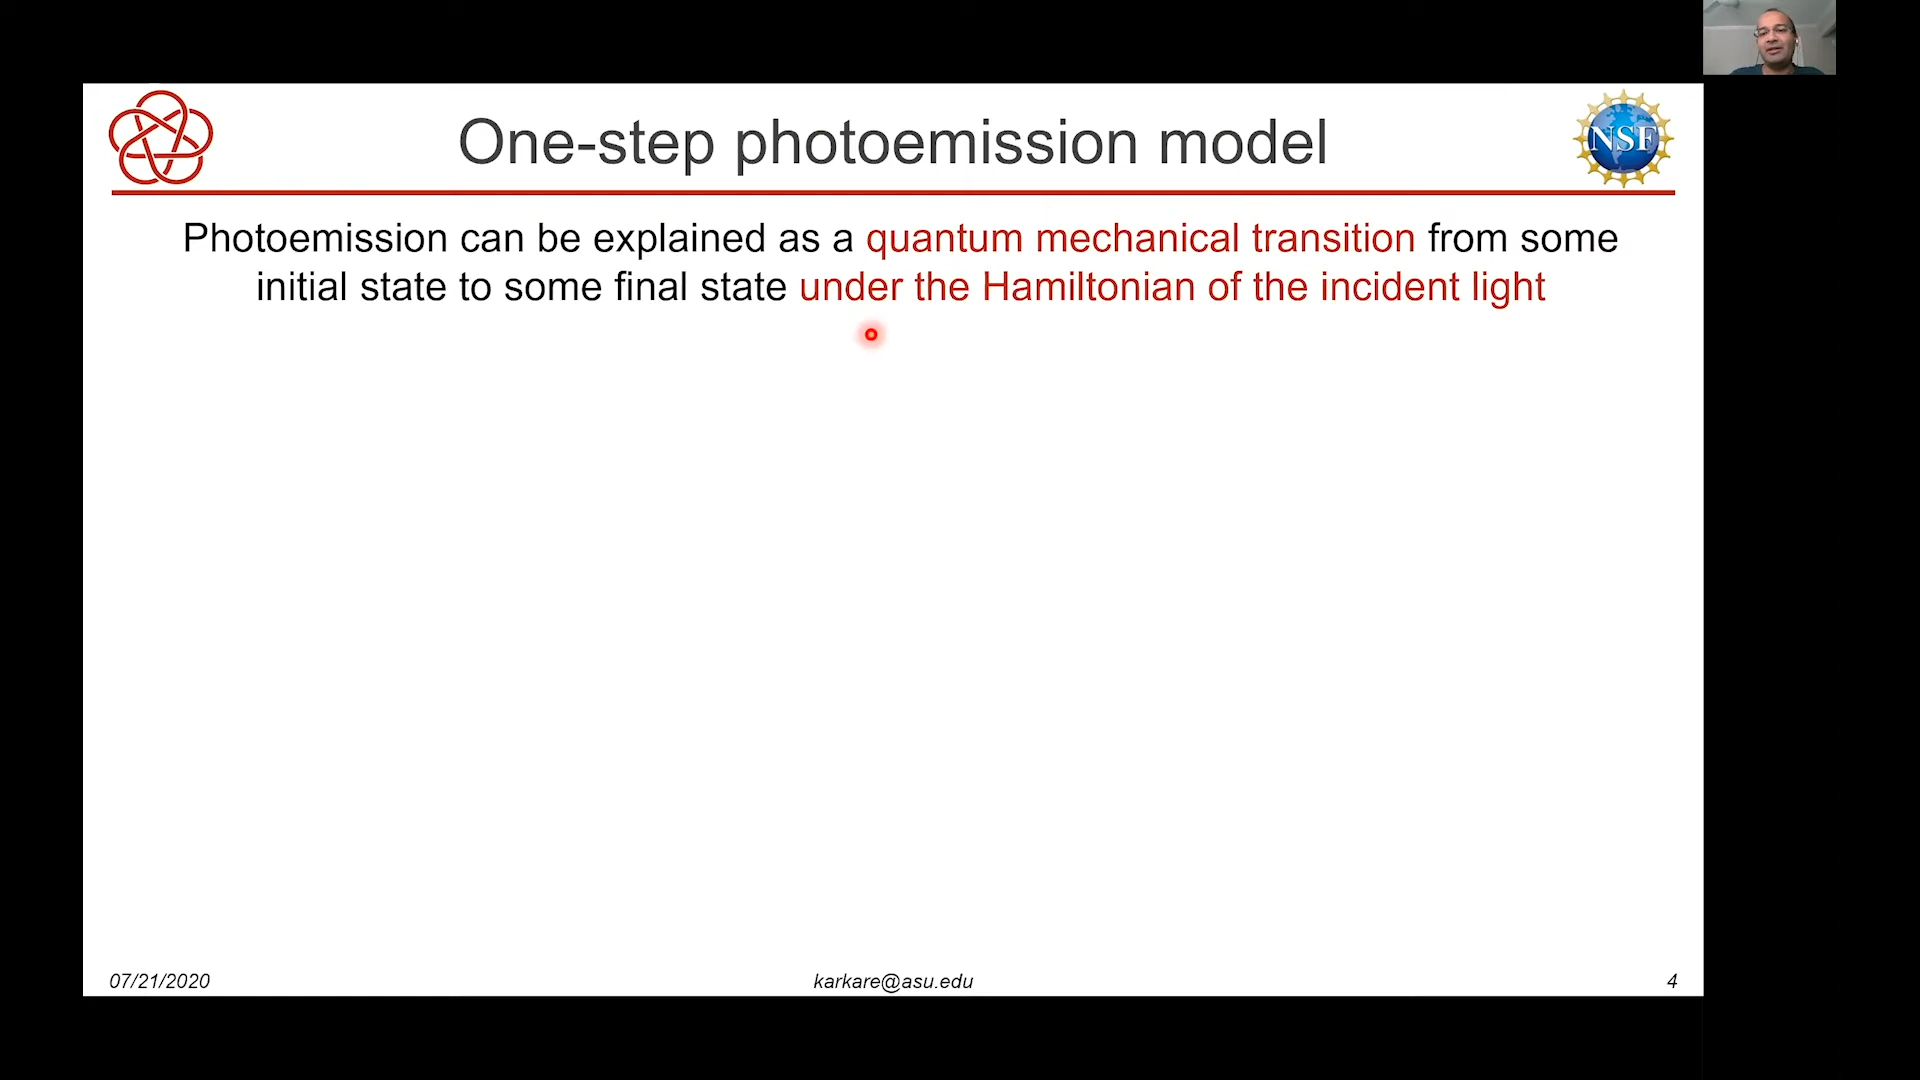 One-step photoemission model
NSF
Photoemission can be explained as a quantum mechanical transition from some
initial state to some final state under the Hamiltonian of the incident light
07/21/2020
karkare@asu.edu
4